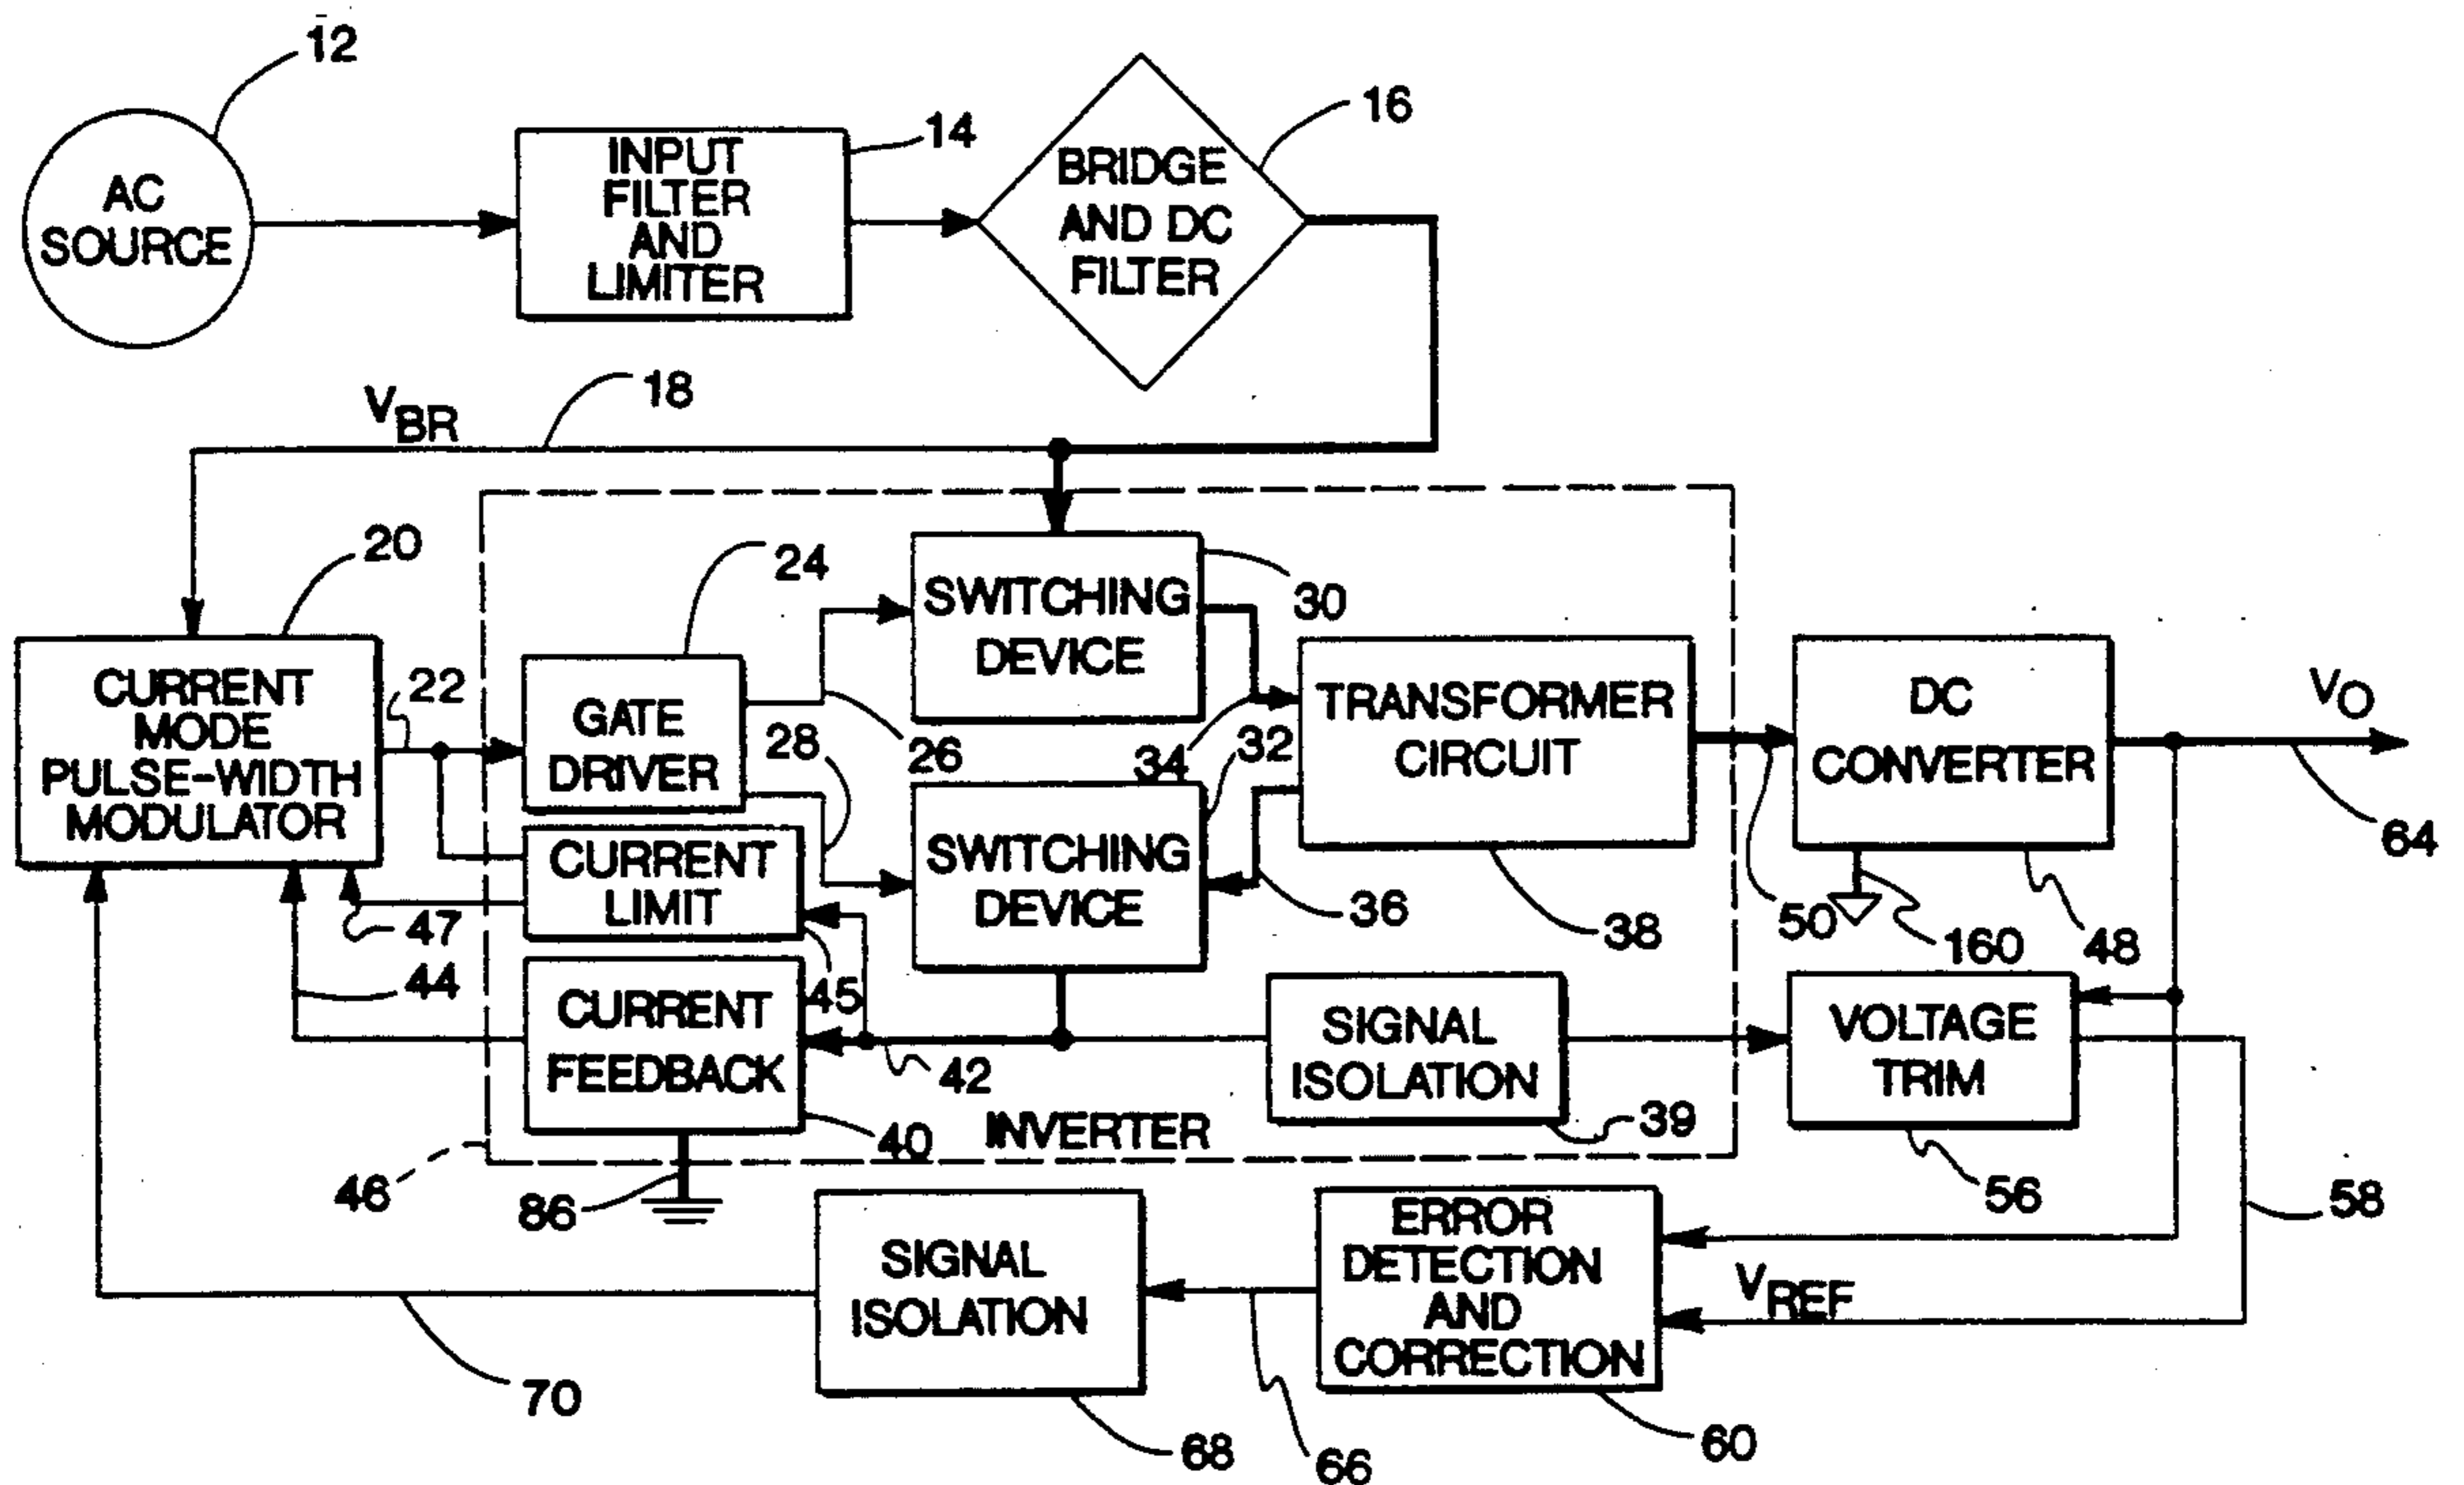 12
AC
SOURCE
14
INPUT
FILTER
AND
LIMITER
16
BRIDGE
AND DC
FILTER
18
VBR
20
CURRENT
MODE
PULSE-WIDTH
MODULATOR
22
24
GATE
DRIVER
26
28
30
SWITCHING
DEVICE
32
SWITCHING
DEVICE
34
36
TRANSFORMER
CIRCUIT
38
50
DC
CONVERTER
160
48
VO
64
CURRENT
LIMIT
45
47
44
CURRENT
FEEDBACK
40
42
INVERTER
46
86
SIGNAL
ISOLATION
39
VOLTAGE
TRIM
56
58
ERROR
DETECTION
AND
CORRECTION
60
VREF
66
SIGNAL
ISOLATION
68
70